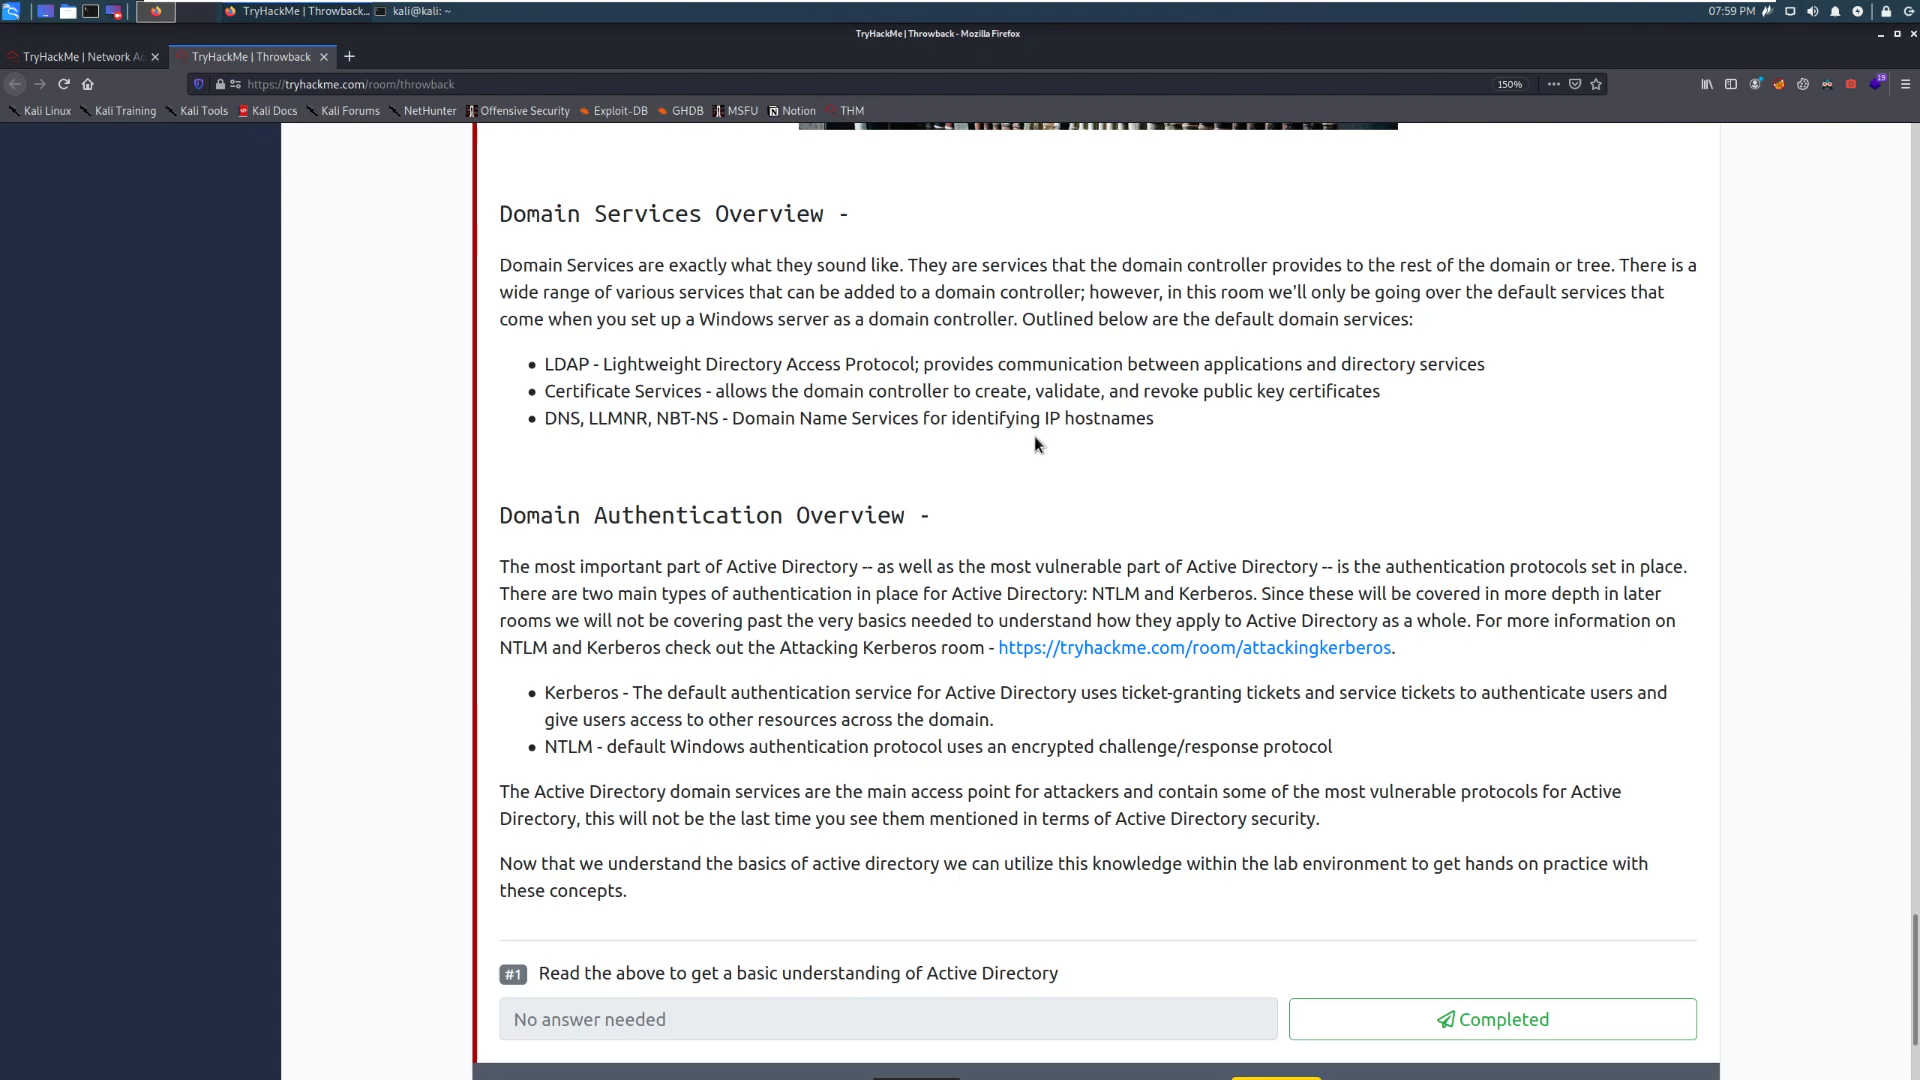 TryHackMe | Throwback...
kali@kali: ~
07:59 PM
TryHackMe | Throwback - Mozilla Firefox
TryHackMe | Network Ac
TryHackMe | Throwback
https://tryhackme.com/room/throwback
150%
19
Kali Linux
Kali Training
Kali Tools
Kali Docs
Kali Forums
NetHunter
Offensive Security
Exploit-DB
GHDB
MSFU
Notion
THM
Domain Services Overview -
Domain Services are exactly what they sound like. They are services that the domain controller provides to the rest of the domain or tree. There is a
wide range of various services that can be added to a domain controller; however, in this room we'll only be going over the default services that
come when you set up a Windows server as a domain controller. Outlined below are the default domain services:
• LDAP - Lightweight Directory Access Protocol; provides communication between applications and directory services
• Certificate Services - allows the domain controller to create, validate, and revoke public key certificates
• DNS, LLMNR, NBT-NS - Domain Name Services for identifying IP hostnames
Domain Authentication Overview -
The most important part of Active Directory -- as well as the most vulnerable part of Active Directory -- is the authentication protocols set in place.
There are two main types of authentication in place for Active Directory: NTLM and Kerberos. Since these will be covered in more depth in later
rooms we will not be covering past the very basics needed to understand how they apply to Active Directory as a whole. For more information on
NTLM and Kerberos check out the Attacking Kerberos room - https://tryhackme.com/room/attackingkerberos.
• Kerberos - The default authentication service for Active Directory uses ticket-granting tickets and service tickets to authenticate users and
give users access to other resources across the domain.
• NTLM - default Windows authentication protocol uses an encrypted challenge/response protocol
The Active Directory domain services are the main access point for attackers and contain some of the most vulnerable protocols for Active
Directory, this will not be the last time you see them mentioned in terms of Active Directory security.
Now that we understand the basics of active directory we can utilize this knowledge within the lab environment to get hands on practice with
these concepts.
#1 Read the above to get a basic understanding of Active Directory
No answer needed
Completed